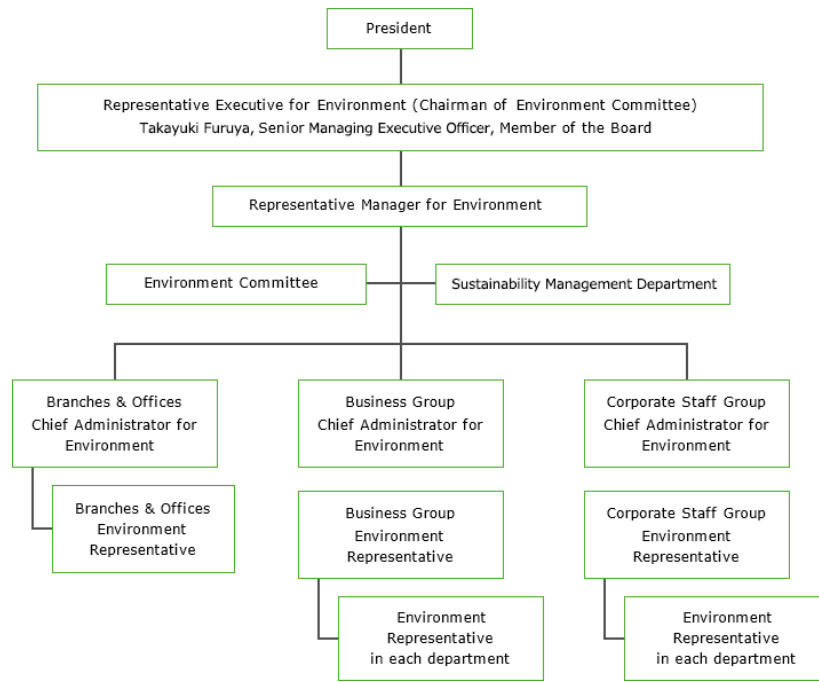 President
Representative Executive for Environment (Chairman of Environment Committee)
Takayuki Furuya, Senior Managing Executive Officer, Member of the Board
Representative Manager for Environment
Environment Committee
Sustainability Management Department
Branches & Offices
Chief Administrator for
Environment
Business Group
Chief Administrator for
Environment
Corporate Staff Group
Chief Administrator for
Environment
Branches & Offices
Environment
Representative
Business Group
Environment
Representative
Corporate Staff Group
Environment
Representative
Environment
Representative
in each department
Environment
Representative
in each department